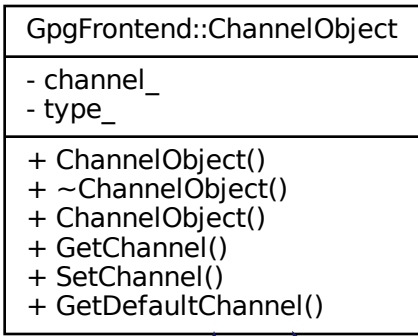 GpgFrontend::ChannelObject
- channel_
- type_
+ ChannelObject()
+ ~ChannelObject()
+ ChannelObject()
+ GetChannel()
+ SetChannel()
+ GetDefaultChannel()